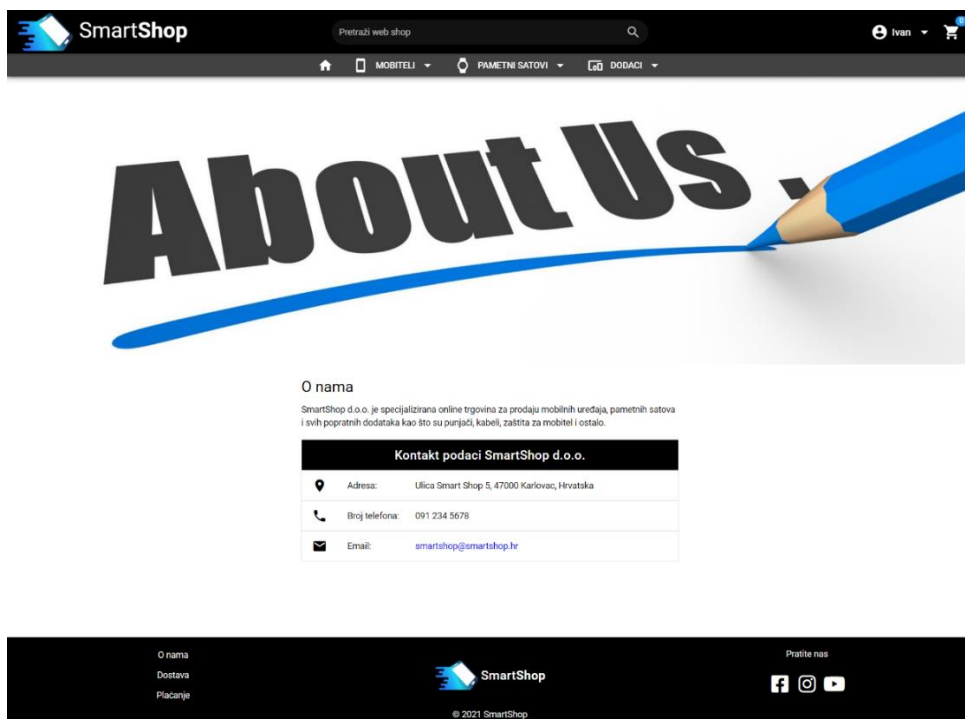 SmartShop
Pretraži web shop
Ivan
0
MOBITELI
PAMETNI SATOVI
DODACI
About Us.
O nama
SmartShop d.o.o. je specijalizirana online trgovina za prodaju mobilnih uređaja, pametnih satova
i svih popratnih dodataka kao što su punjači, kabeli, zaštita za mobitel i ostalo.
Kontakt podaci SmartShop d.o.o.
Adresa: Ulica Smart Shop 5, 47000 Karlovac, Hrvatska
Broj telefona: 091 234 5678
Email: smartshop@smartshop.hr
O nama
Dostava
Plaćanje
SmartShop
© 2021 SmartShop
Pratite nas